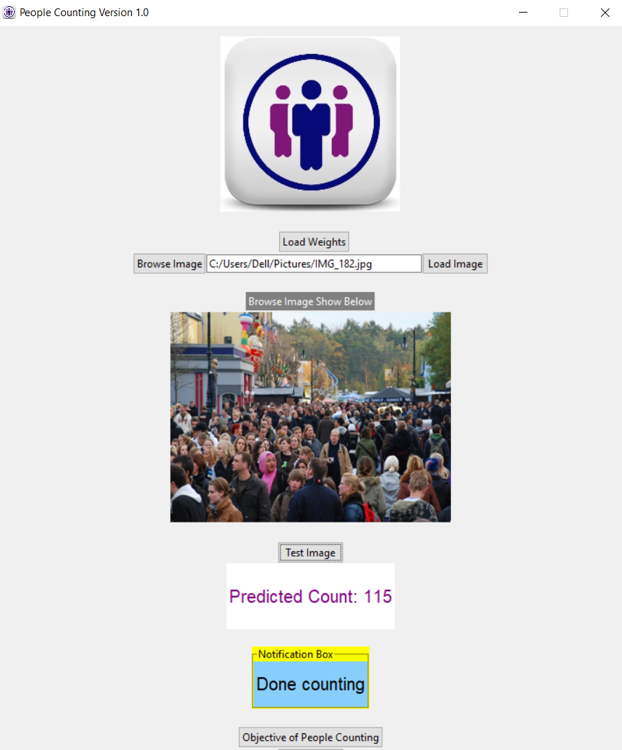 People Counting Version 1.0
Load Weights
Browse Image C:/Users/Dell/Pictures/IMG_182.jpg Load Image
Browse Image Show Below
Test Image
Predicted Count: 115
Notification Box
Done counting
Objective of People Counting